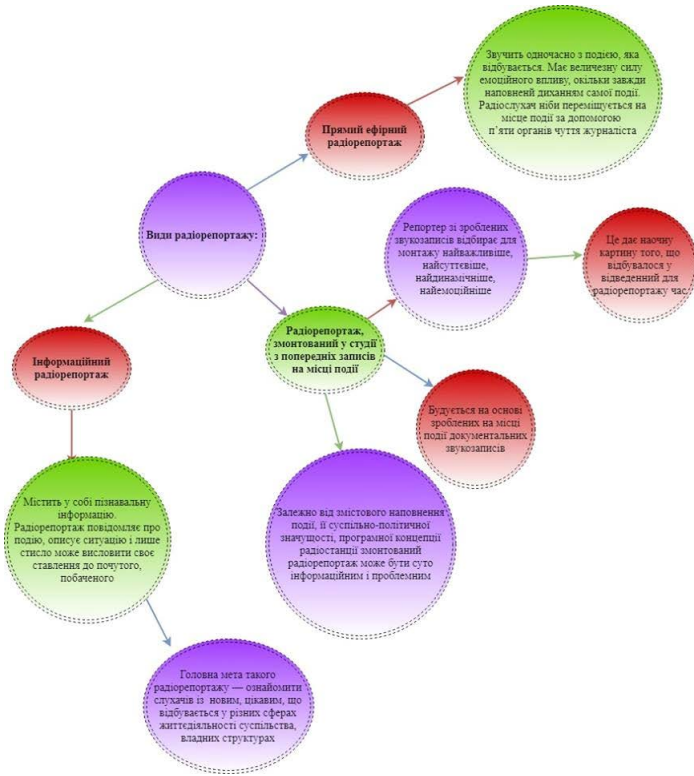 Звучить одночасно з подією, яка
відбувається. Має величезну силу
емоційного впливу, окільки завжди
наповнений диханням самої події.
Радіослухач ніби переміщується на
місце події за допомогою
п'яти органів чуття журналіста
Прямий ефірний
радіорепортаж
Види радіорепортажу:
Репортер зі зроблених
звукозаписів відбирає для
монтажу найважливіше,
найсуттєвіше,
найдинамічніше,
найемоційніше
Це дає наочну
картину того, що
відбувалося у
відведенний для
радіорепортажу час.
Радіорепортаж,
змонтований у студії
з попередніх записів
на місці події
Інформаційний
радіорепортаж
Будується на основі
зроблених на місці
події документальних
звукозаписів
Містить у собі пізнавальну
інформацію.
Радіорепортаж повідомляє про
подію, описує ситуацію і лише
стисло може висловити своє
ставлення до почутого,
побаченого
Залежно від змістового наповнення
події, її суспільно-політичної
значущості, програмної концепції
радіостанції змонтований
радіорепортаж може бути суто
інформаційним і проблемним
Головна мета такого
радіорепортажу — ознайомити
слухачів із новим, цікавим, що
відбувається у різних сферах
життєдіяльності суспільства,
владних структурах